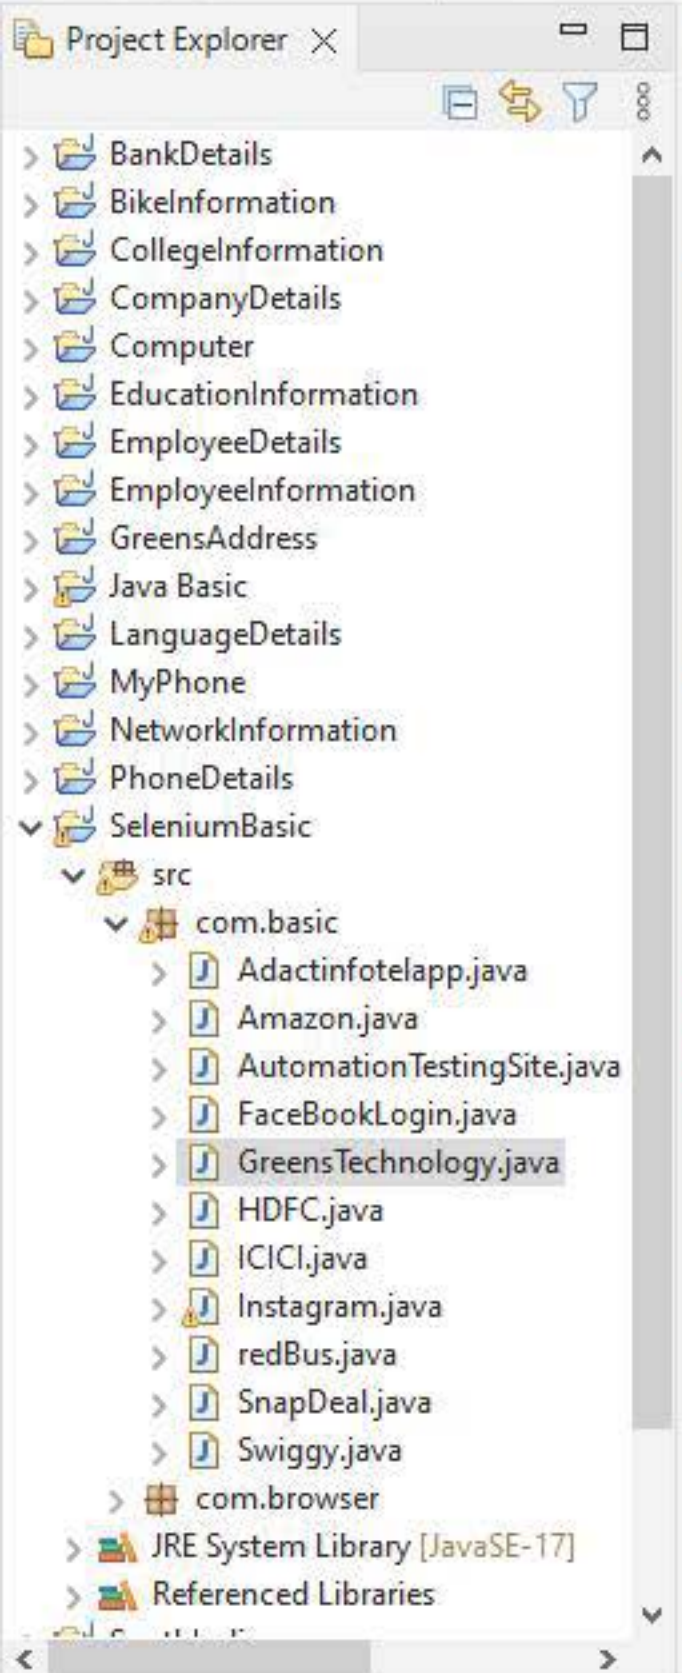 Project Explorer
BankDetails
BikeInformation
CollegeInformation
CompanyDetails
Computer
EducationInformation
EmployeeDetails
EmployeeInformation
GreensAddress
Java Basic
LanguageDetails
MyPhone
NetworkInformation
PhoneDetails
SeleniumBasic
src
com.basic
Adactinfotelapp.java
Amazon.java
AutomationTestingSite.java
FaceBookLogin.java
GreensTechnology.java
HDFC.java
ICICI.java
Instagram.java
redBus.java
SnapDeal.java
Swiggy.java
com.browser
JRE System Library [JavaSE-17]
Referenced Libraries